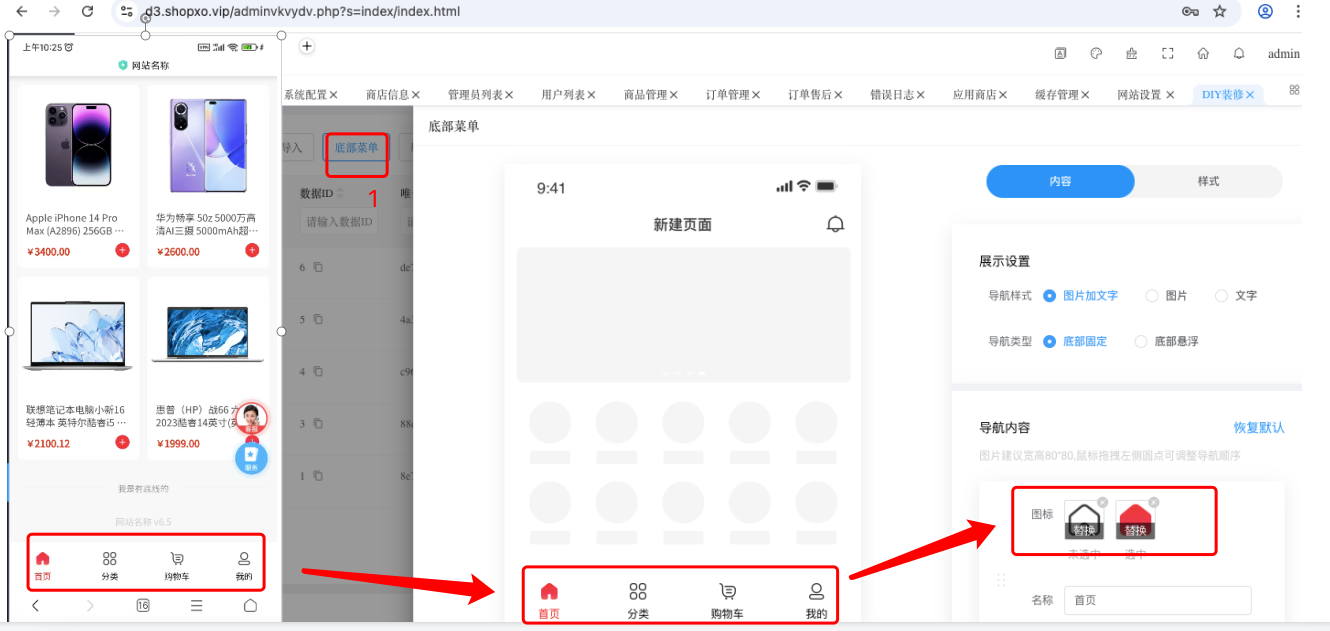 d3.shopxo.vip/adminvkvydv.php?s=index/index.html
上午10:25
网站名称
Apple iPhone 14 Pro
Max (A2896) 256GB ···
¥3400.00
华为畅享 50z 5000万高
清AI三摄 5000mAh超···
¥2600.00
联想笔记本电脑小新16
轻薄本 英特尔酷睿i5 ···
¥2100.12
惠普（HP）战66 六
2023酷睿14英寸(英
¥1999.00
客服
服务
我是有底线的
网站名称 v6.5
首页
分类
购物车
我的
16
admin
系统配置
商店信息
管理员列表
用户列表
商品管理
订单管理
订单售后
错误日志
应用商店
缓存管理
网站设置
DIY装修
导入
底部菜单
1
数据ID
唯
请输入数据ID
请
6
de7
5
4a3
4
c96
3
88c
1
8e7
底部菜单
9:41
新建页面
首页
分类
购物车
我的
内容
样式
展示设置
导航样式
图片加文字
图片
文字
导航类型
底部固定
底部悬浮
导航内容
恢复默认
图片建议宽高80*80,鼠标拖拽左侧圆点可调整导航顺序
图标
替换
替换
未选中
选中
名称
首页